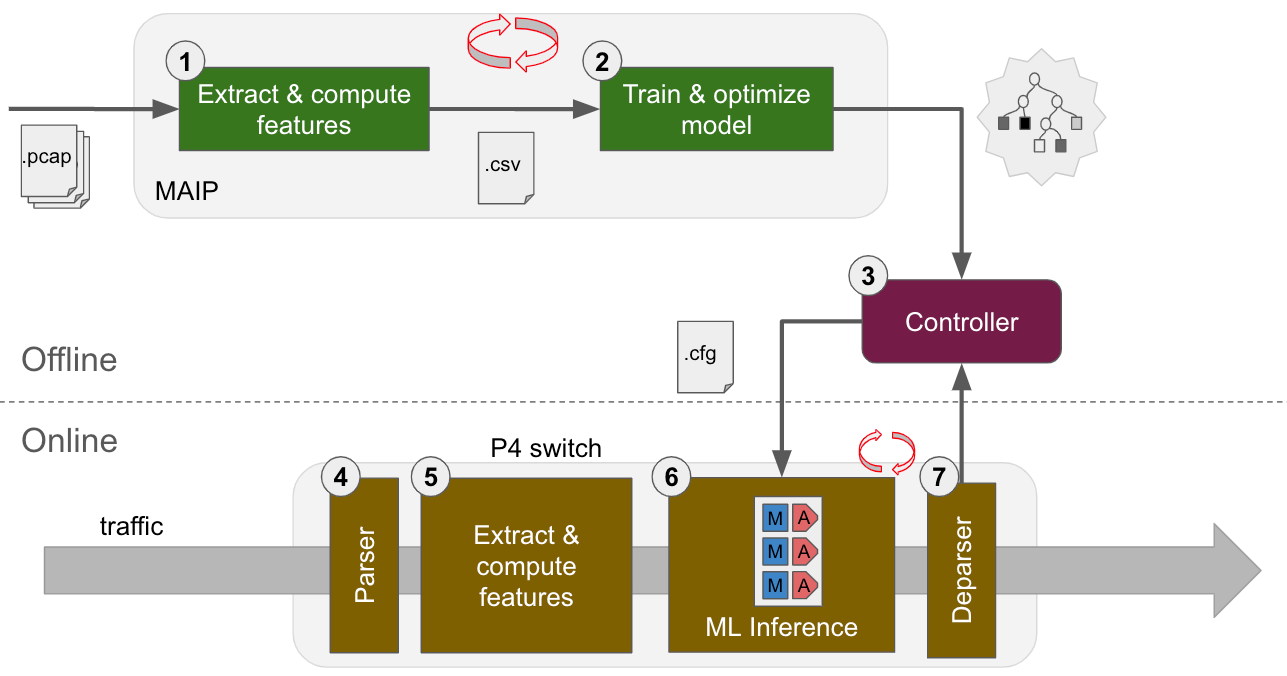 1
Extract & compute
features
2
Train & optimize
model
.pcap
.csv
MAIP
3
Controller
.cfg
Offline
Online
P4 switch
traffic
4
Parser
5
Extract &
compute
features
6
M A
M A
M A
ML Inference
7
Deparser